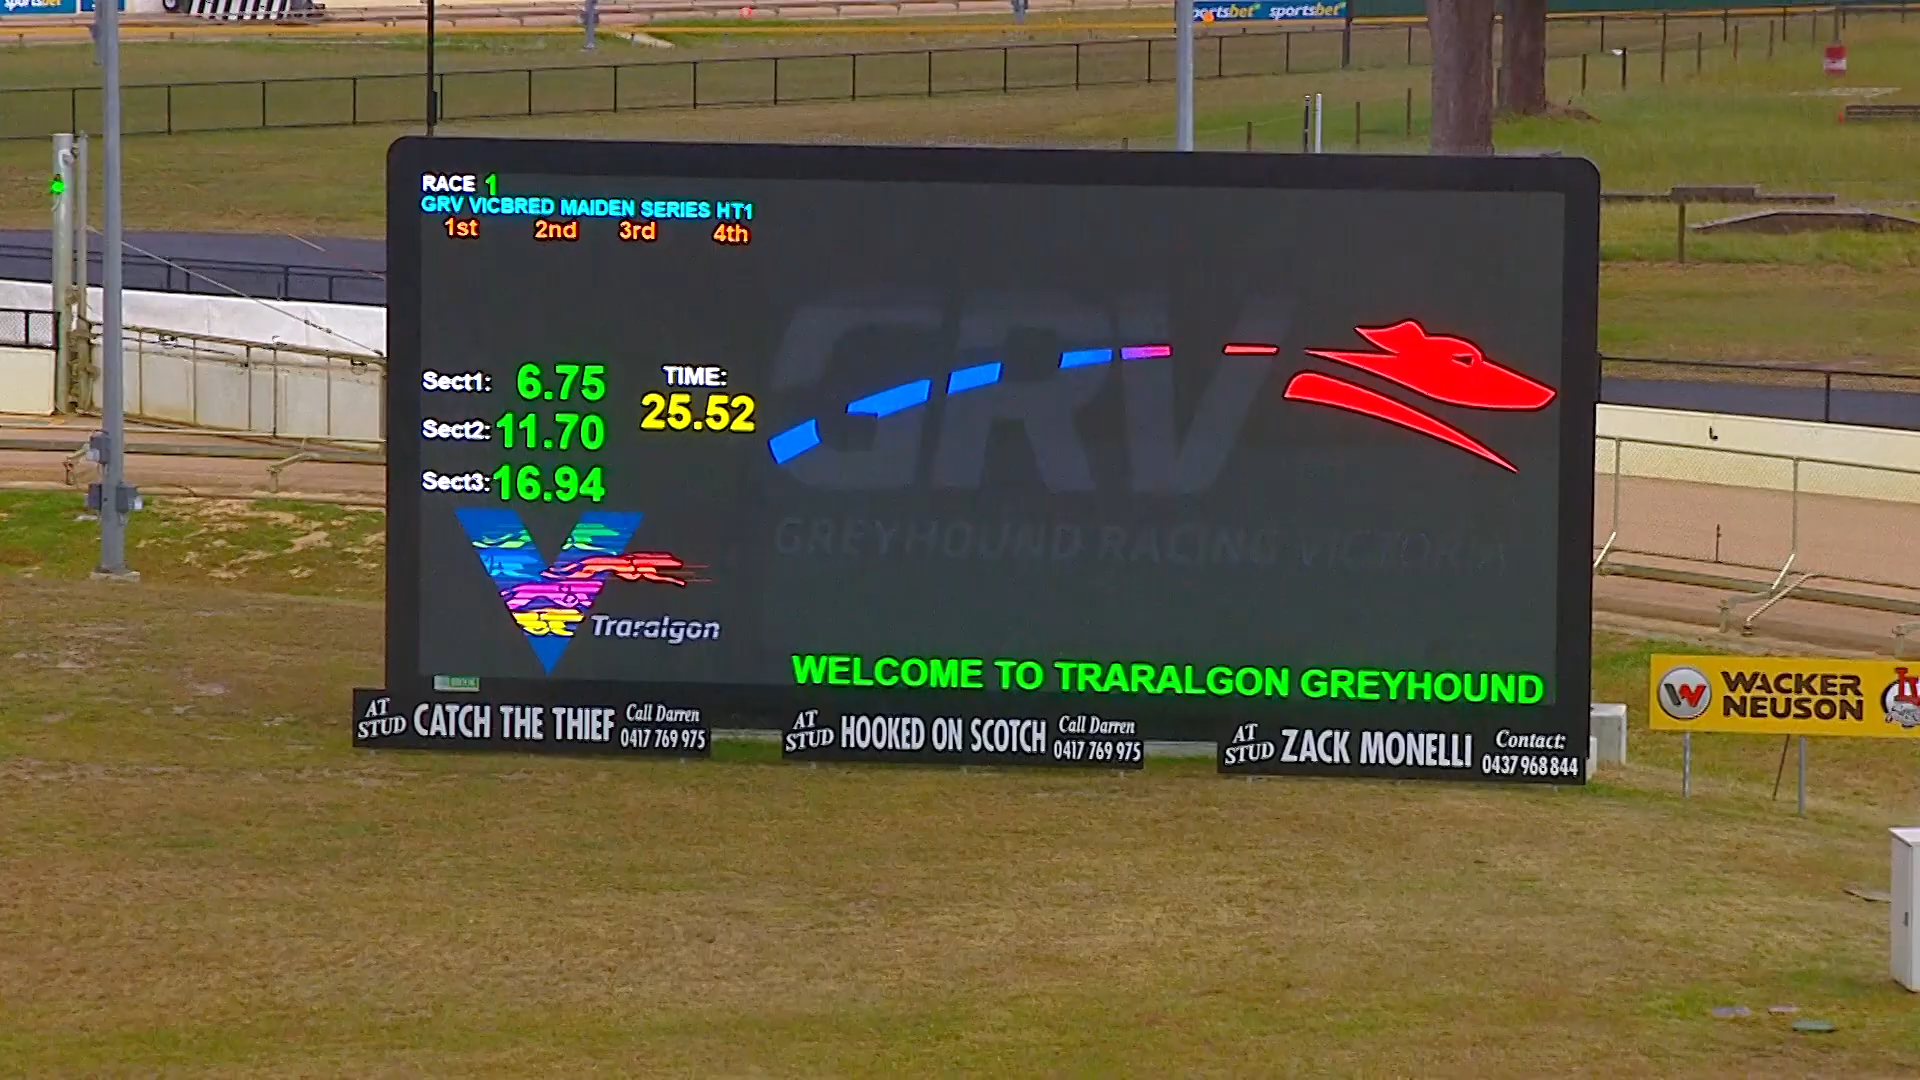 sportsbet
sportsbet sportsbet
RACE 1
GRV VICBRED MAIDEN SERIES HT1
1st 2nd 3rd 4th
Sect1: 6.75
TIME:
25.52
Sect2: 11.70
Sect3: 16.94
GRV
GREYHOUND RACING VICTORIA
Traralgon
WELCOME TO TRARALGON GREYHOUND
AT STUD CATCH THE THIEF Call Darren 0417 769 975
AT STUD HOOKED ON SCOTCH Call Darren 0417 769 975
AT STUD ZACK MONELLI Contact: 0437 968 844
WACKER
NEUSON